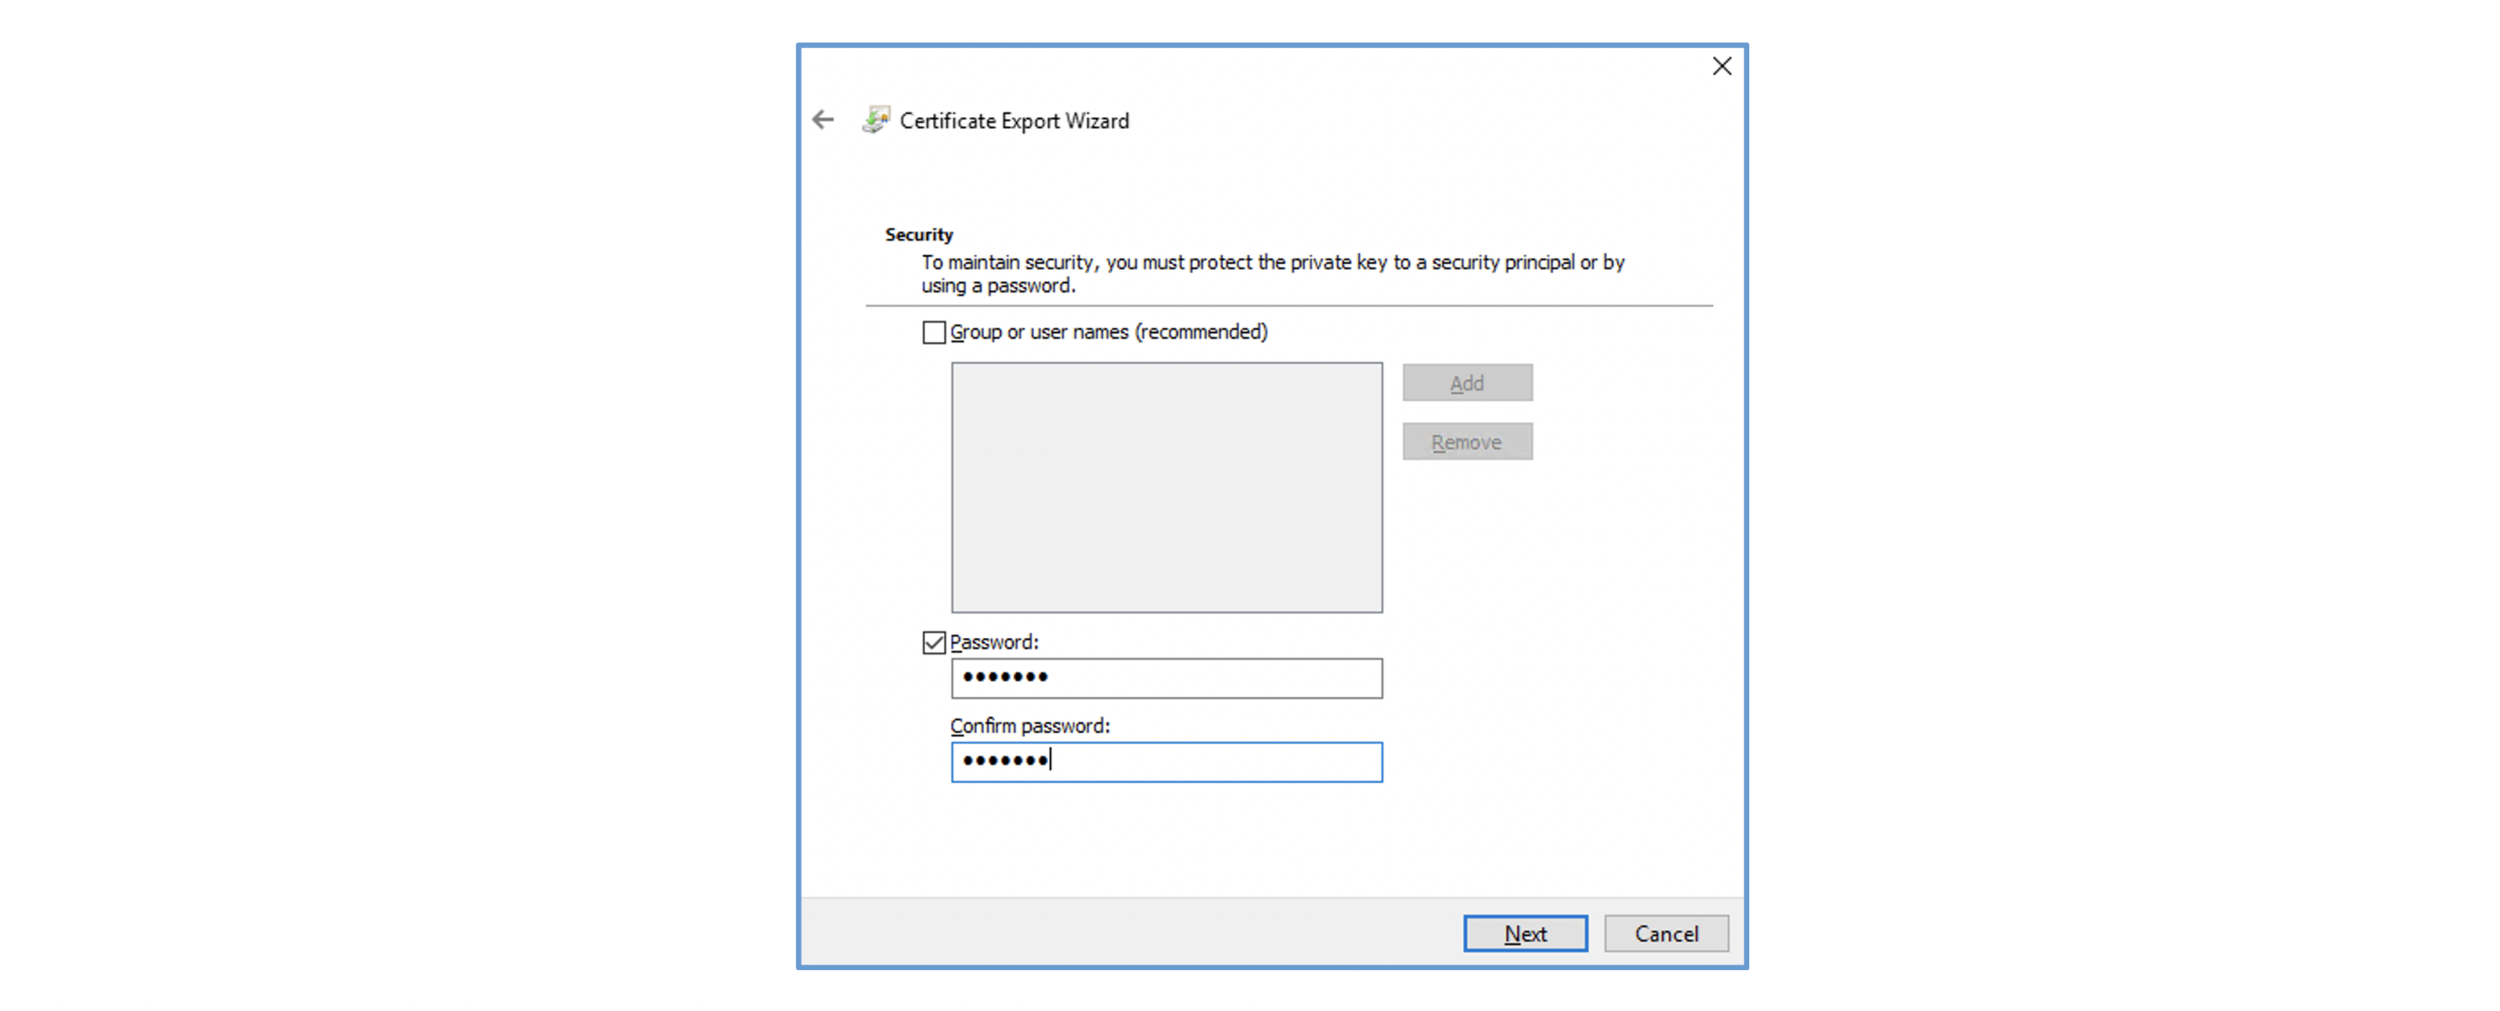 Certificate Export Wizard
Security
To maintain security, you must protect the private key to a security principal or by
using a password.
Group or user names (recommended)
Add
Remove
Password:
•••••••
Confirm password:
•••••••
Next
Cancel